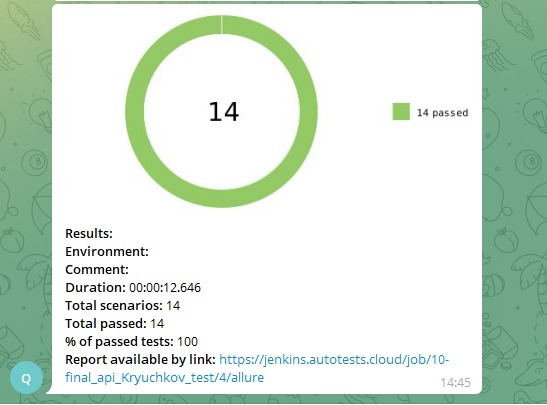 14
14 passed
Results:
Environment:
Comment:
Duration: 00:00:12.646
Total scenarios: 14
Total passed: 14
% of passed tests: 100
Report available by link: https://jenkins.autotests.cloud/job/10-
final_api_Kryuchkov_test/4/allure
Q
14:45